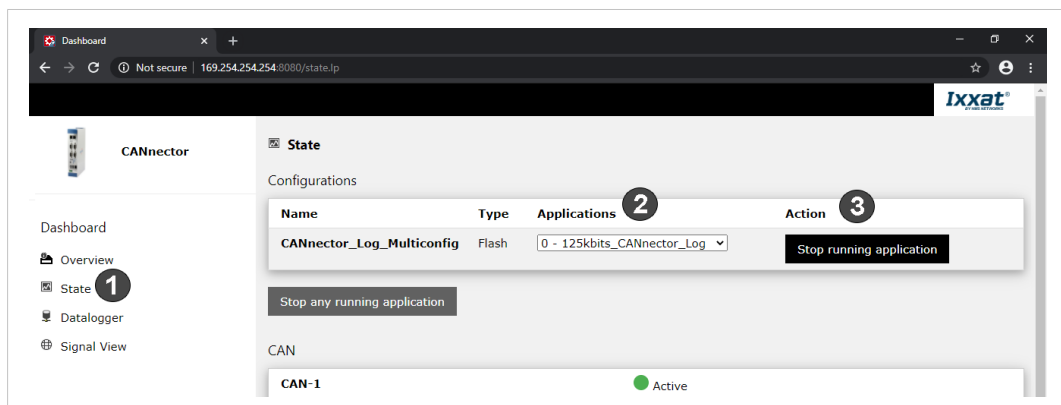 Dashboard
Not secure | 169.254.254.254:8080/state.lp
Ixxat®
CANnector
State
Configurations
Name Type Applications 2 Action 3
CANnector_Log_Multiconfig Flash 0 - 125kbits_CANnector_Log Stop running application
Stop any running application
Dashboard
Overview
State 1
Datalogger
Signal View
CAN
CAN-1 Active